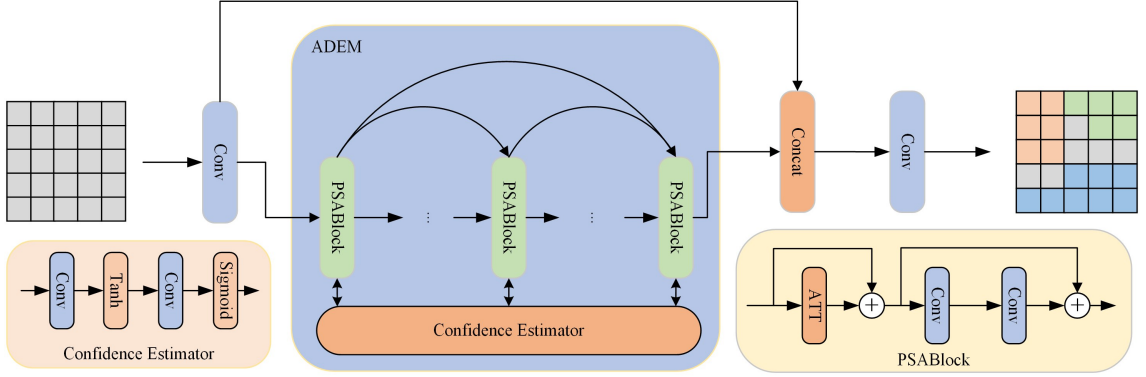 ADEM
Conv
PSABlock
...
PSABlock
...
PSABlock
Concat
Conv
Confidence Estimator
Conv
Tanh
Conv
Sigmoid
Confidence Estimator
ATT
+
Conv
Conv
+
PSABlock